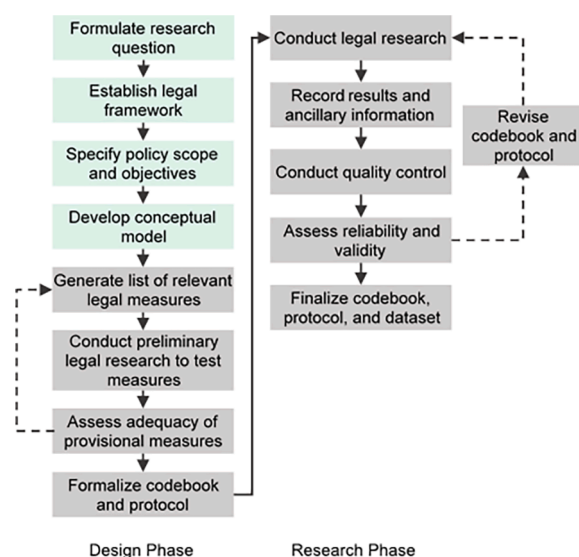 Formulate research
question
Establish legal
framework
Specify policy scope
and objectives
Develop conceptual
model
Generate list of relevant
legal measures
Conduct preliminary
legal research to test
measures
Assess adequacy of
provisional measures
Formalize codebook
and protocol
Design Phase
Conduct legal research
Record results and
ancillary information
Conduct quality control
Assess reliability and
validity
Finalize codebook,
protocol, and dataset
Revise
codebook and
protocol
Research Phase